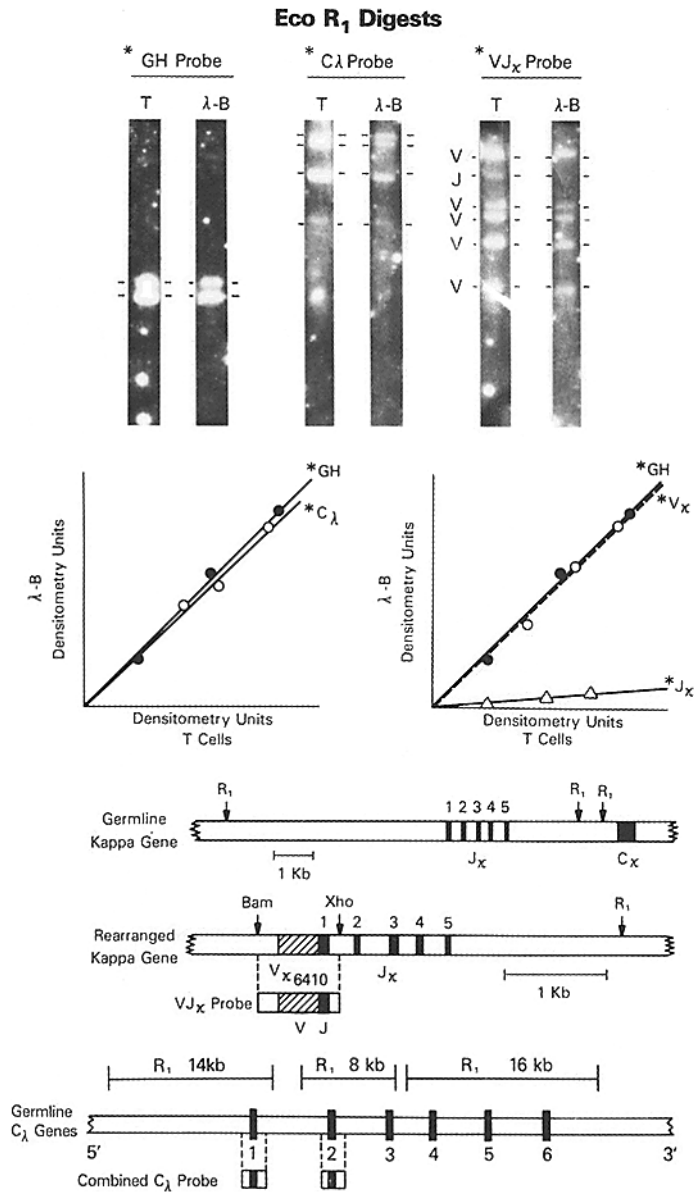 Eco R₁ Digests
* GH Probe
* Cλ Probe
* VJϰ Probe
T λ-B
T λ-B
T λ-B
V
J
V
V
V
V
*GH
*Cλ
λ-B
Densitometry Units
Densitometry Units
T Cells
*GH
*Vϰ
*Jϰ
λ-B
Densitometry Units
Densitometry Units
T Cells
R₁ R₁ R₁
1 2 3 4 5
Germline
Kappa Gene
Jϰ Cϰ
1 Kb
Bam Xho R₁
1 2 3 4 5
Rearranged
Kappa Gene
Vϰ6410 Jϰ
1 Kb
VJϰ Probe
V J
R₁ 14kb R₁ 8 kb R₁ 16 kb
Germline
Cλ Genes
5′ 1 2 3 4 5 6 3′
Combined Cλ Probe